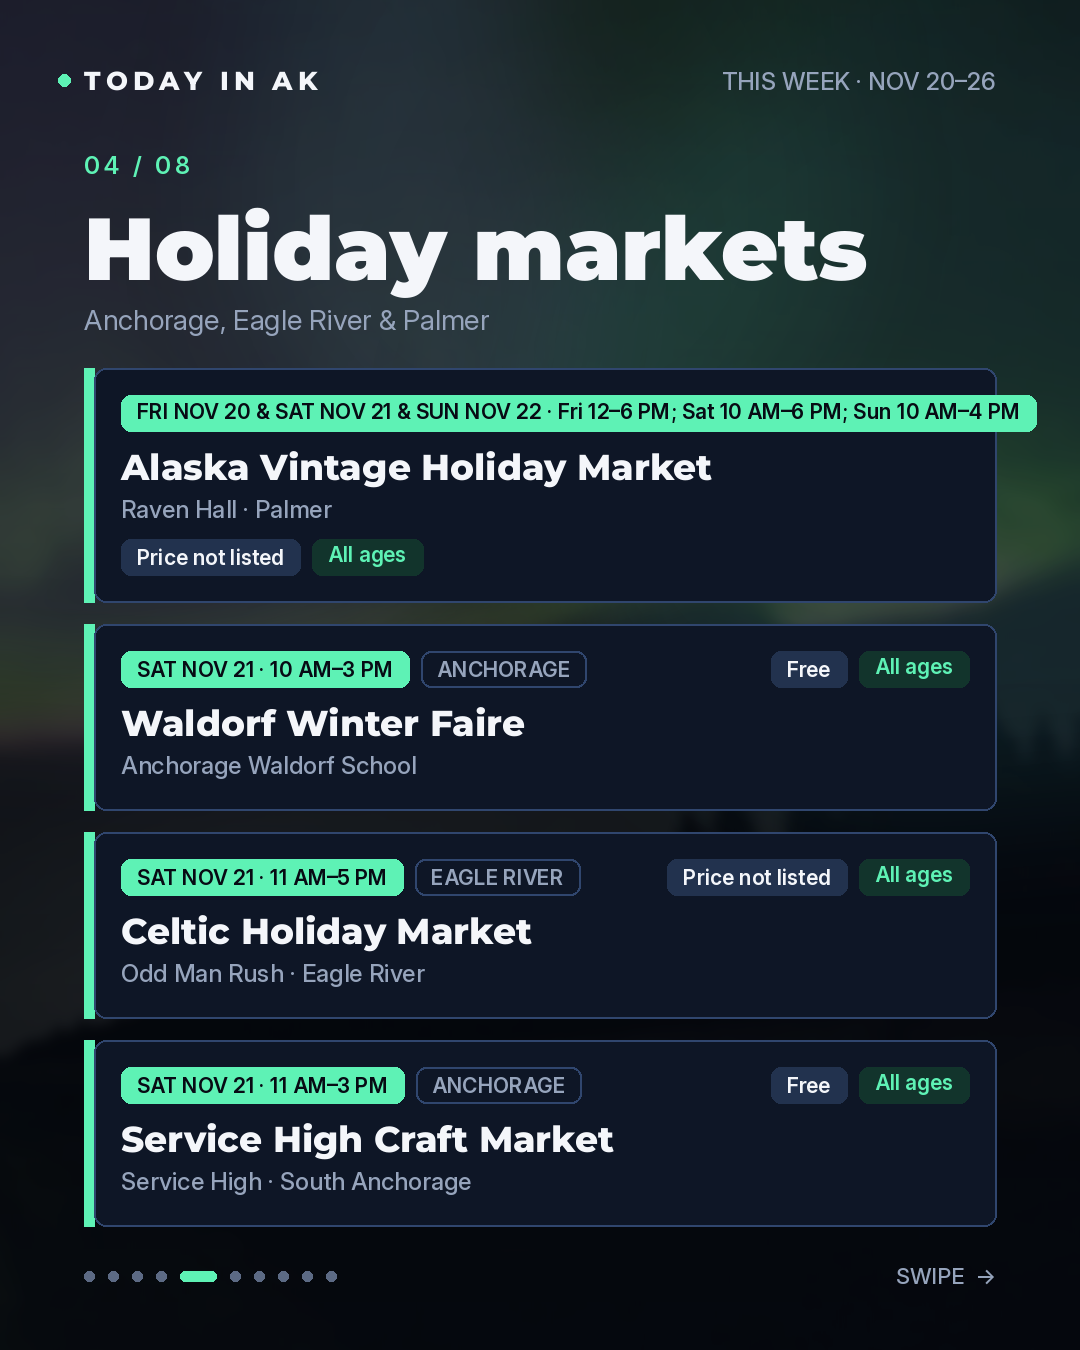 TODAY IN AK
THIS WEEK · NOV 20–26
04 / 08
Holiday markets
Anchorage, Eagle River & Palmer
FRI NOV 20 & SAT NOV 21 & SUN NOV 22 · Fri 12–6 PM; Sat 10 AM–6 PM; Sun 10 AM–4 PM
Alaska Vintage Holiday Market
Raven Hall · Palmer
Price not listed All ages
SAT NOV 21 · 10 AM–3 PM ANCHORAGE Free All ages
Waldorf Winter Faire
Anchorage Waldorf School
SAT NOV 21 · 11 AM–5 PM EAGLE RIVER Price not listed All ages
Celtic Holiday Market
Odd Man Rush · Eagle River
SAT NOV 21 · 11 AM–3 PM ANCHORAGE Free All ages
Service High Craft Market
Service High · South Anchorage
SWIPE →